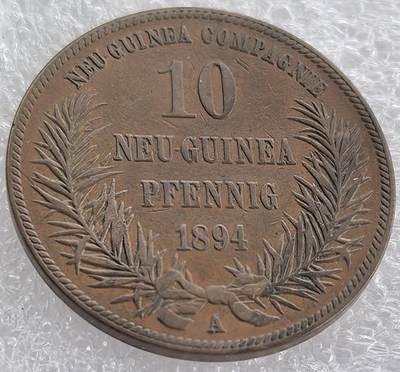 NEU GUINEA COMPAGNIE
10
NEU-GUINEA
PFENNIG
1894
A